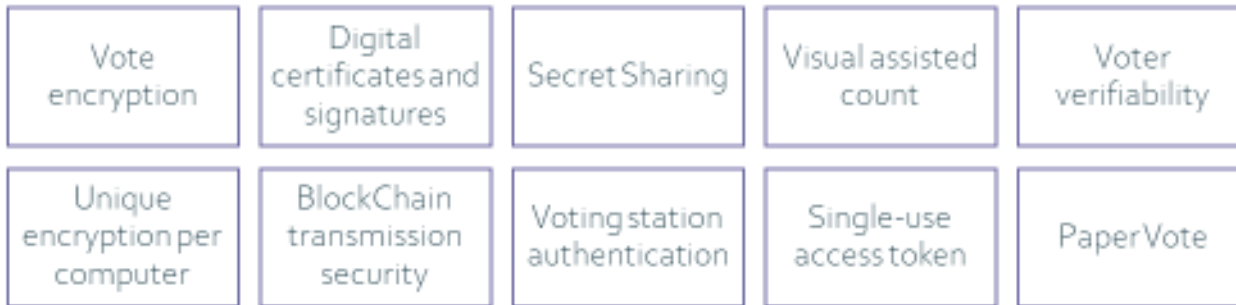 Vote
encryption
Digital
certificates and
signatures
Secret Sharing
Visual assisted
count
Voter
verifiability
Unique
encryption per
computer
BlockChain
transmission
security
Voting station
authentication
Single-use
access token
Paper Vote